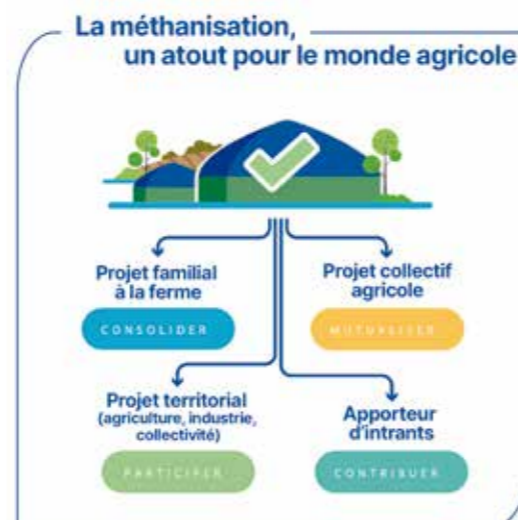 La méthanisation,
un atout pour le monde agricole
Projet familial
à la ferme
CONSOLIDER
Projet collectif
agricole
MUTUALISER
Projet territorial
(agriculture, industrie,
collectivité)
PARTICIPER
Apporteur
d'intrants
CONTRIBUER